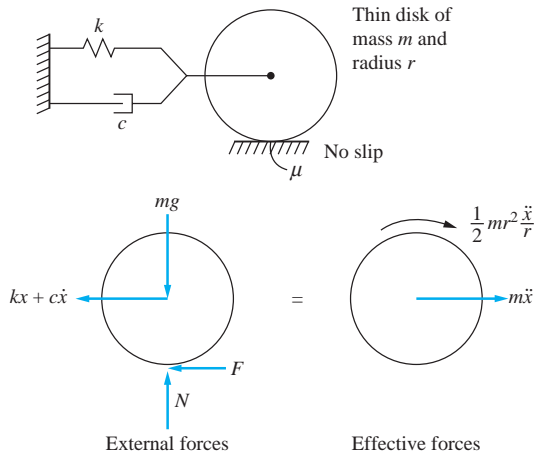 k
c
Thin disk of
mass m and
radius r
No slip
μ
mg
kx + cẋ
F
N
External forces
=
1/2 mr² ẍ/r
mẍ
Effective forces